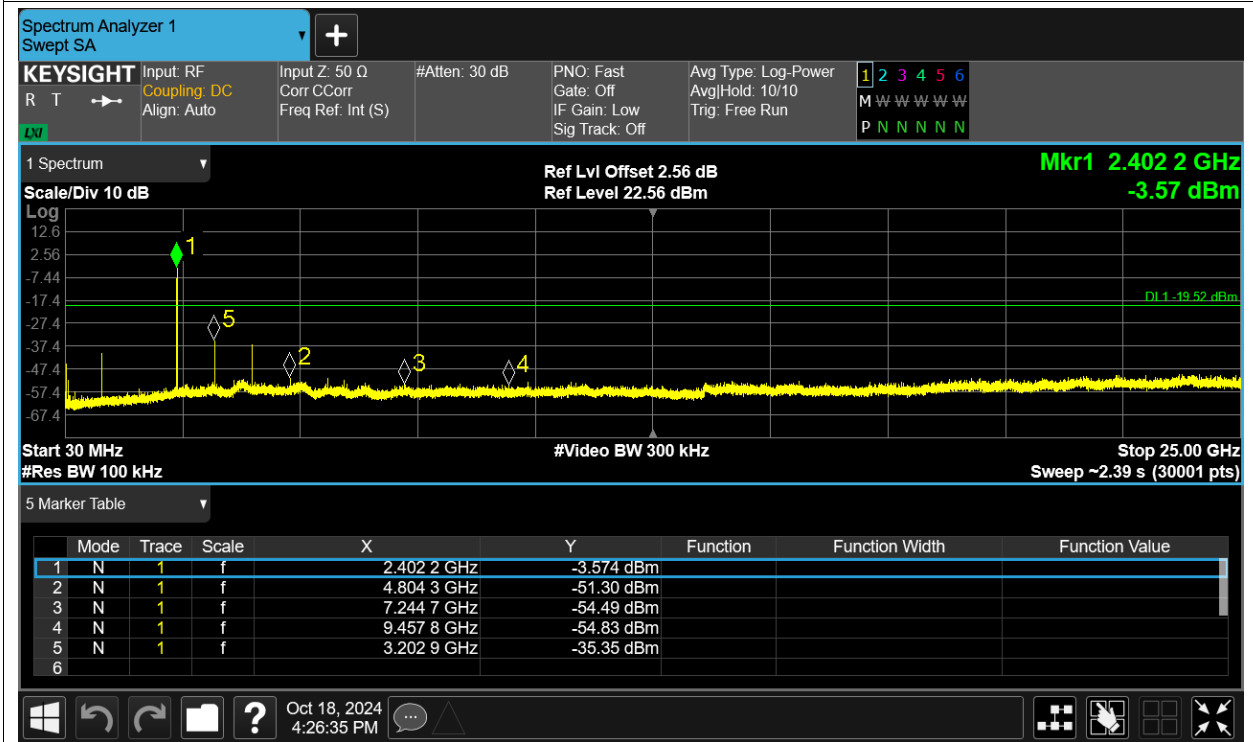 Spectrum Analyzer 1
Swept SA
KEYSIGHT
R T
LXI
Input: RF
Coupling: DC
Align: Auto
Input Z: 50 Ω
Corr CCorr
Freq Ref: Int (S)
#Atten: 30 dB
PNO: Fast
Gate: Off
IF Gain: Low
Sig Track: Off
Avg Type: Log-Power
Avg|Hold: 10/10
Trig: Free Run
1 2 3 4 5 6
M W W W W W
P N N N N N
1 Spectrum
Scale/Div 10 dB
Ref Lvl Offset 2.56 dB
Ref Level 22.56 dBm
Mkr1 2.402 2 GHz
-3.57 dBm
Log
12.6
2.56
-7.44
-17.4
-27.4
-37.4
-47.4
-57.4
-67.4
1
5
2
3
4
DL1 -19.52 dBm
Start 30 MHz
#Video BW 300 kHz
Stop 25.00 GHz
#Res BW 100 kHz
Sweep ~2.39 s (30001 pts)
5 Marker Table
Mode Trace Scale X Y Function Function Width Function Value
1 N 1 f 2.402 2 GHz -3.574 dBm
2 N 1 f 4.804 3 GHz -51.30 dBm
3 N 1 f 7.244 7 GHz -54.49 dBm
4 N 1 f 9.457 8 GHz -54.83 dBm
5 N 1 f 3.202 9 GHz -35.35 dBm
6
?
Oct 18, 2024
4:26:35 PM